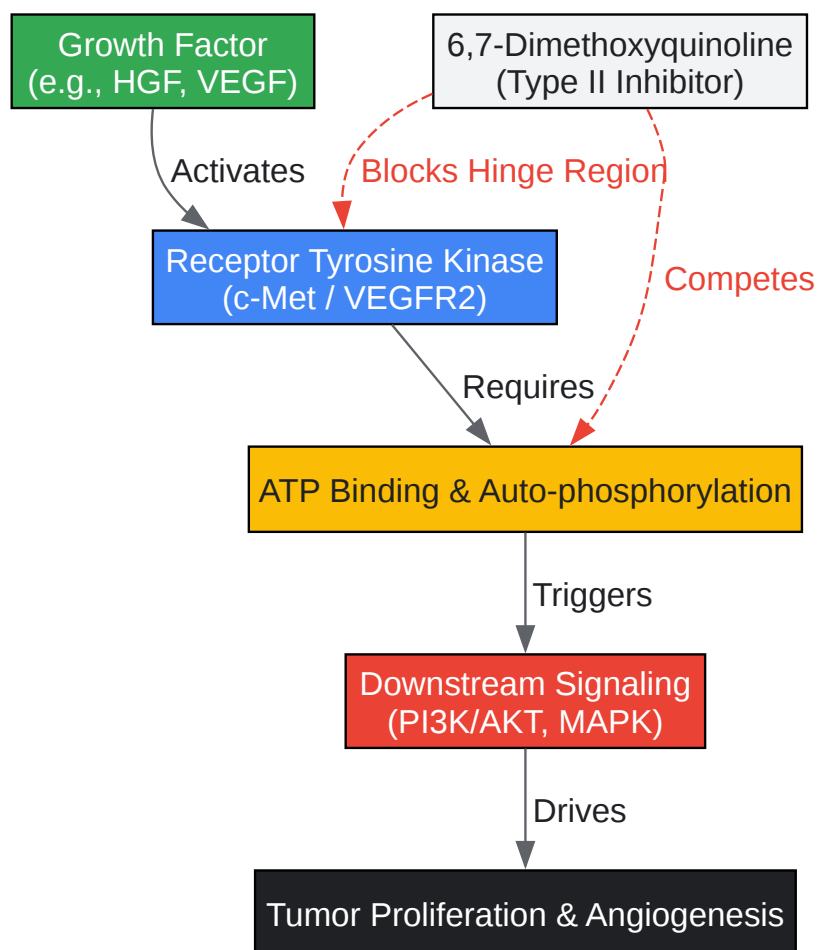 Growth Factor
(e.g., HGF, VEGF)
6,7-Dimethoxyquinoline
(Type II Inhibitor)
Activates
Blocks Hinge Region
Receptor Tyrosine Kinase
(c-Met / VEGFR2)
Competes
Requires
ATP Binding & Auto-phosphorylation
Triggers
Downstream Signaling
(PI3K/AKT, MAPK)
Drives
Tumor Proliferation & Angiogenesis